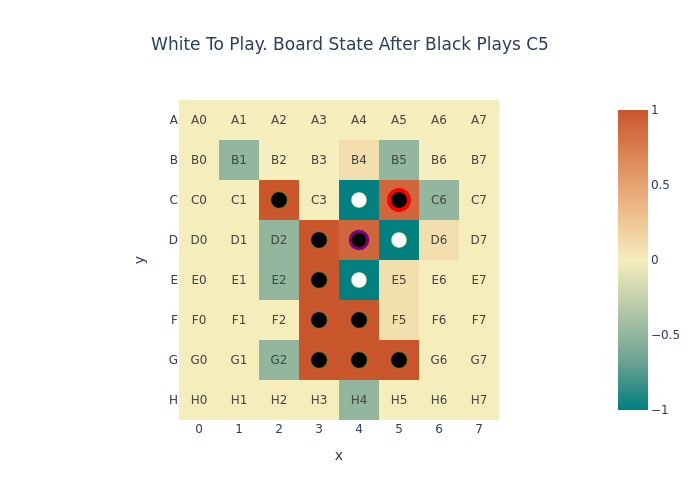 White To Play. Board State After Black Plays C5
A A0 A1 A2 A3 A4 A5 A6 A7
B B0 B1 B2 B3 B4 B5 B6 B7
C C0 C1 C3 C6 C7
D D0 D1 D2 D6 D7
E E0 E1 E2 E5 E6 E7
F F0 F1 F2 F5 F6 F7
G G0 G1 G2 G6 G7
H H0 H1 H2 H3 H4 H5 H6 H7
0 1 2 3 4 5 6 7
x
y
1
0.5
0
−0.5
−1